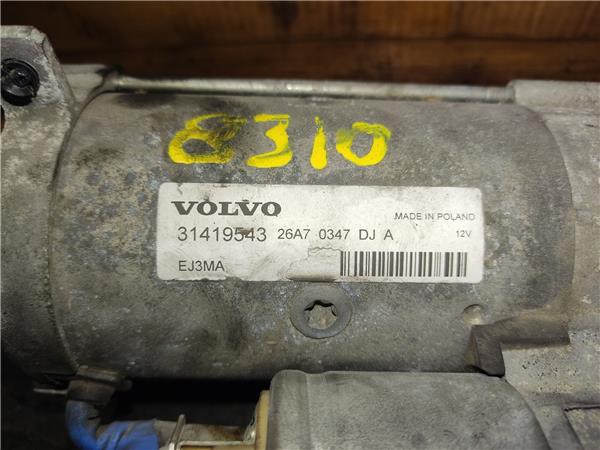 8310
VOLVO MADE IN POLAND
31419543 26A7 0347 DJ A 12V
EJ3MA